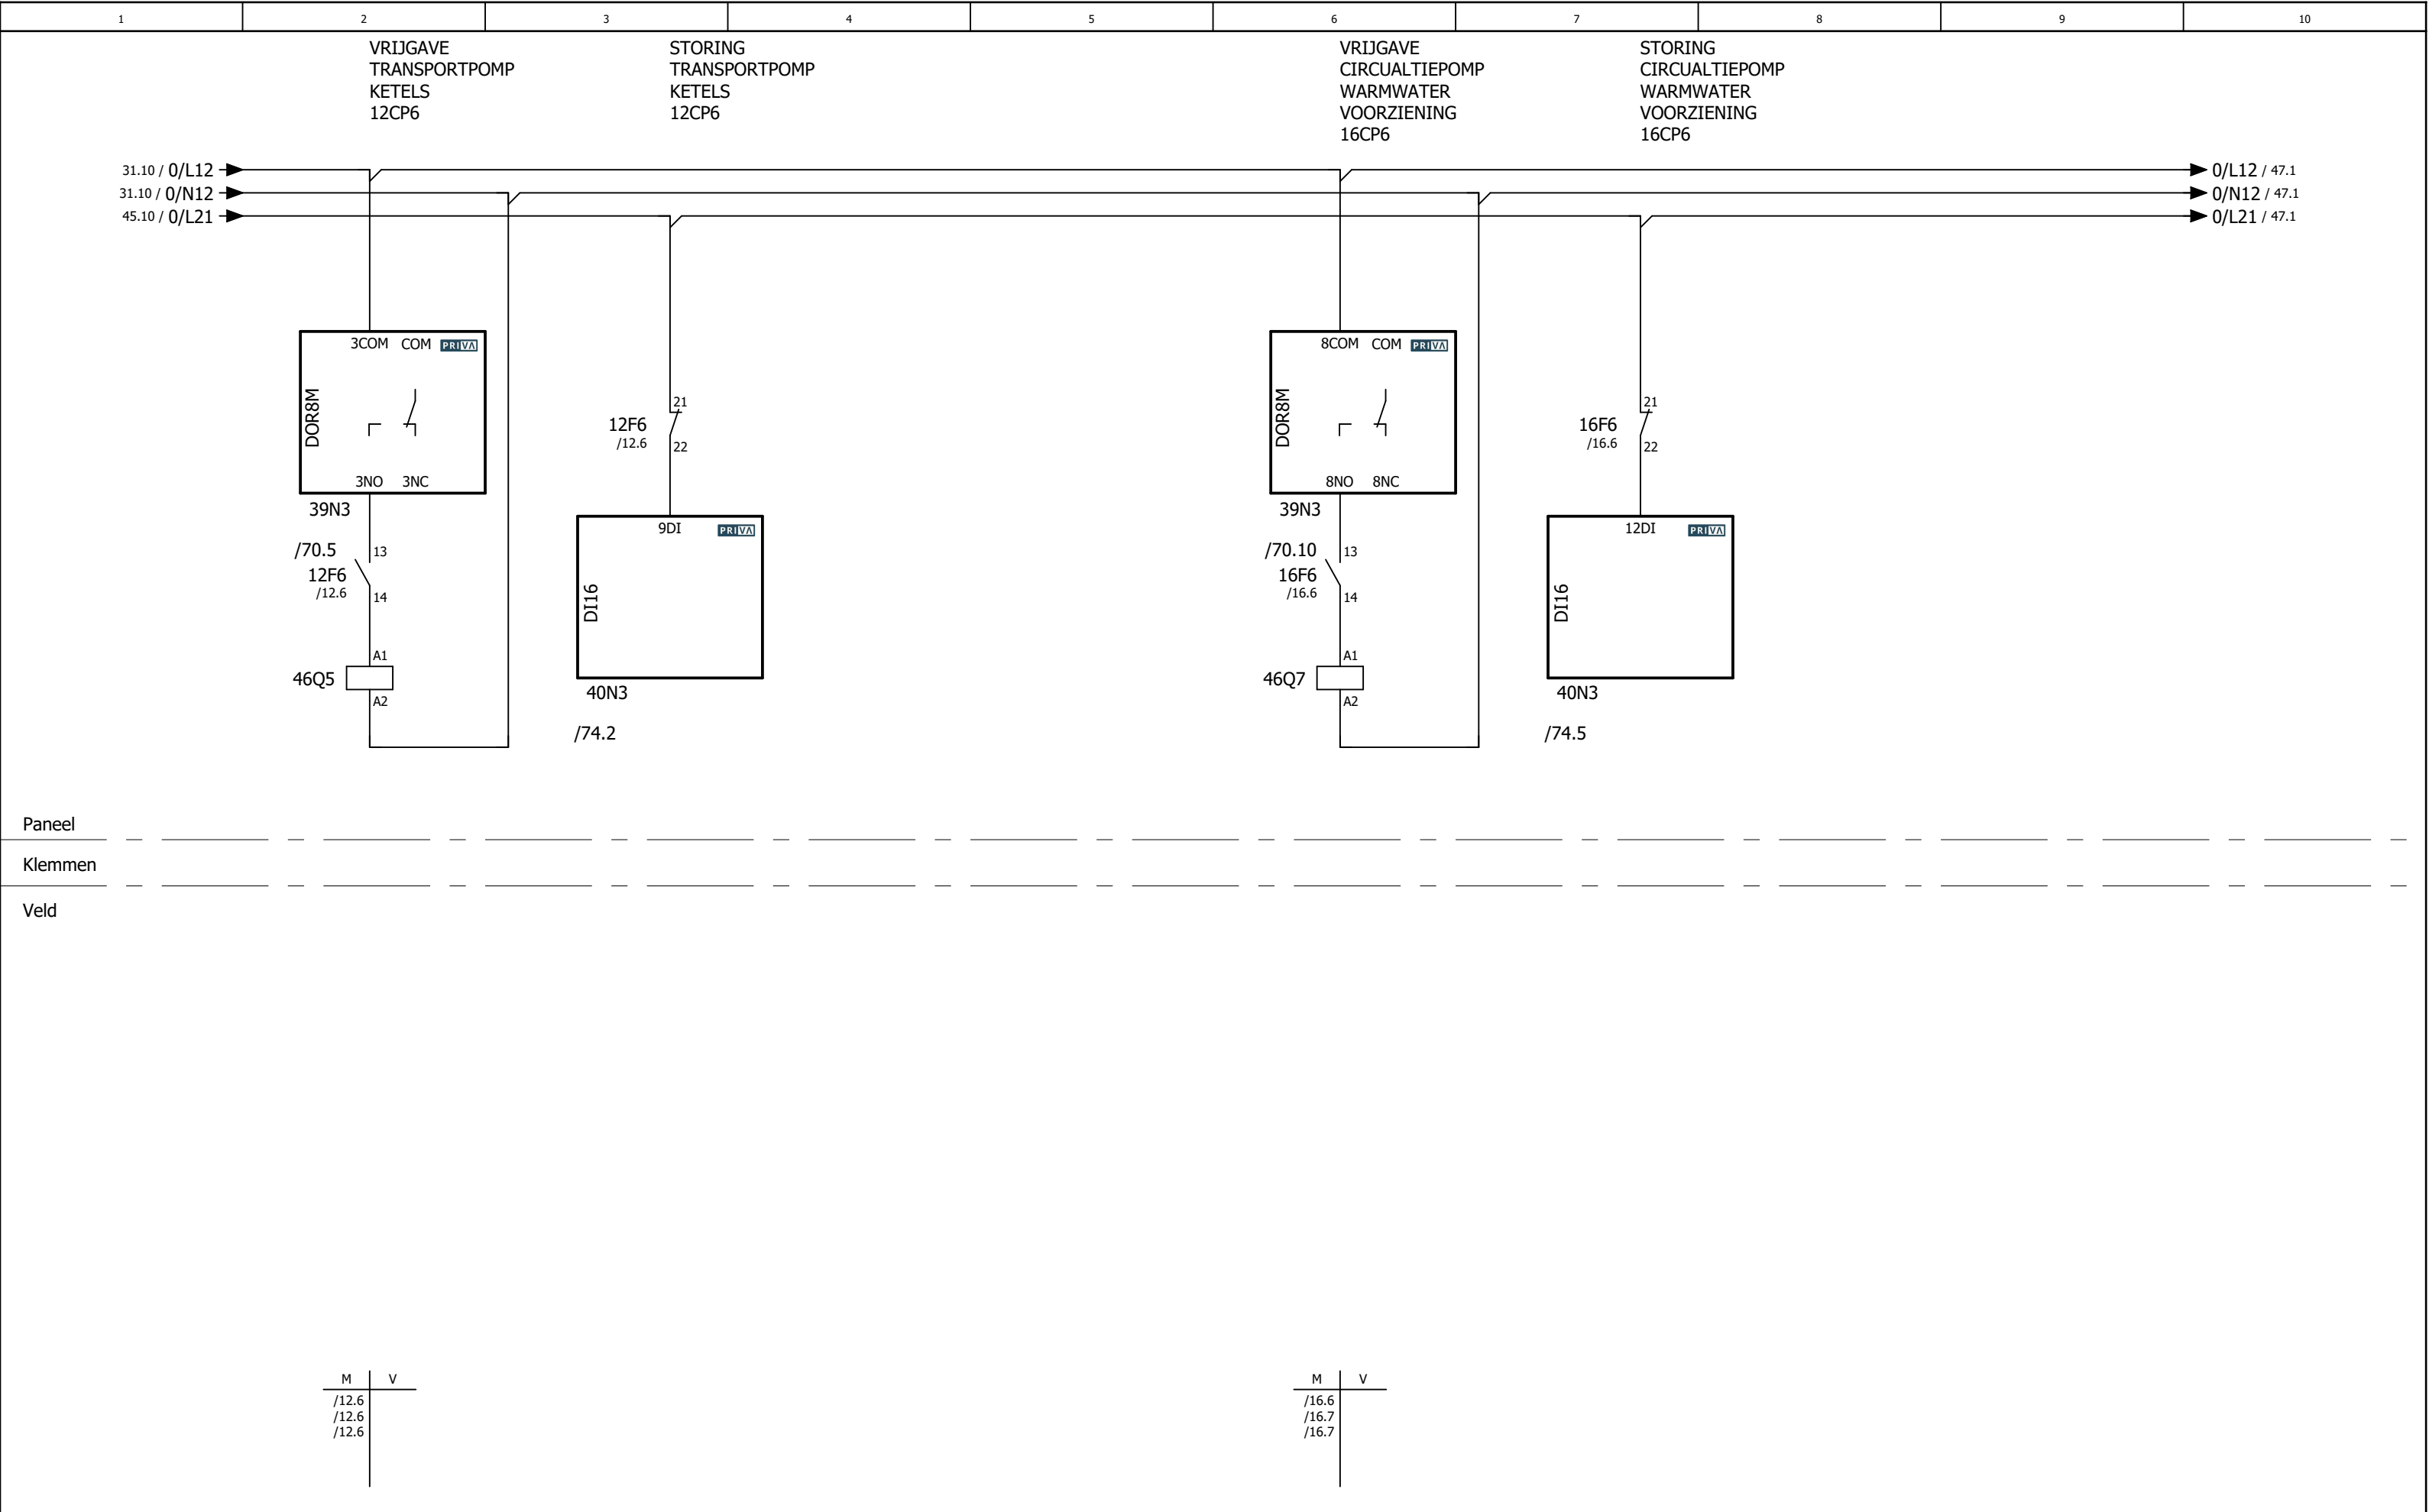 1 2 3 4 5 6 7 8 9 10
VRIJGAVE
TRANSPORTPOMP
KETELS
12CP6
STORING
TRANSPORTPOMP
KETELS
12CP6
VRIJGAVE
CIRCUALTIEPOMP
WARMWATER
VOORZIENING
16CP6
STORING
CIRCUALTIEPOMP
WARMWATER
VOORZIENING
16CP6
31.10 / 0/L12
31.10 / 0/N12
45.10 / 0/L21
0/L12 / 47.1
0/N12 / 47.1
0/L21 / 47.1
3COM COM PRIVA
DOR8M
3NO 3NC
39N3
/70.5
13
12F6
/12.6
14
A1
46Q5
A2
21
12F6
/12.6
22
9DI PRIVA
DI16
40N3
/74.2
8COM COM PRIVA
DOR8M
8NO 8NC
39N3
/70.10
13
16F6
/16.6
14
A1
46Q7
A2
21
16F6
/16.6
22
12DI PRIVA
DI16
40N3
/74.5
Paneel
Klemmen
Veld
M V
/12.6
/12.6
/12.6
M V
/16.6
/16.7
/16.7